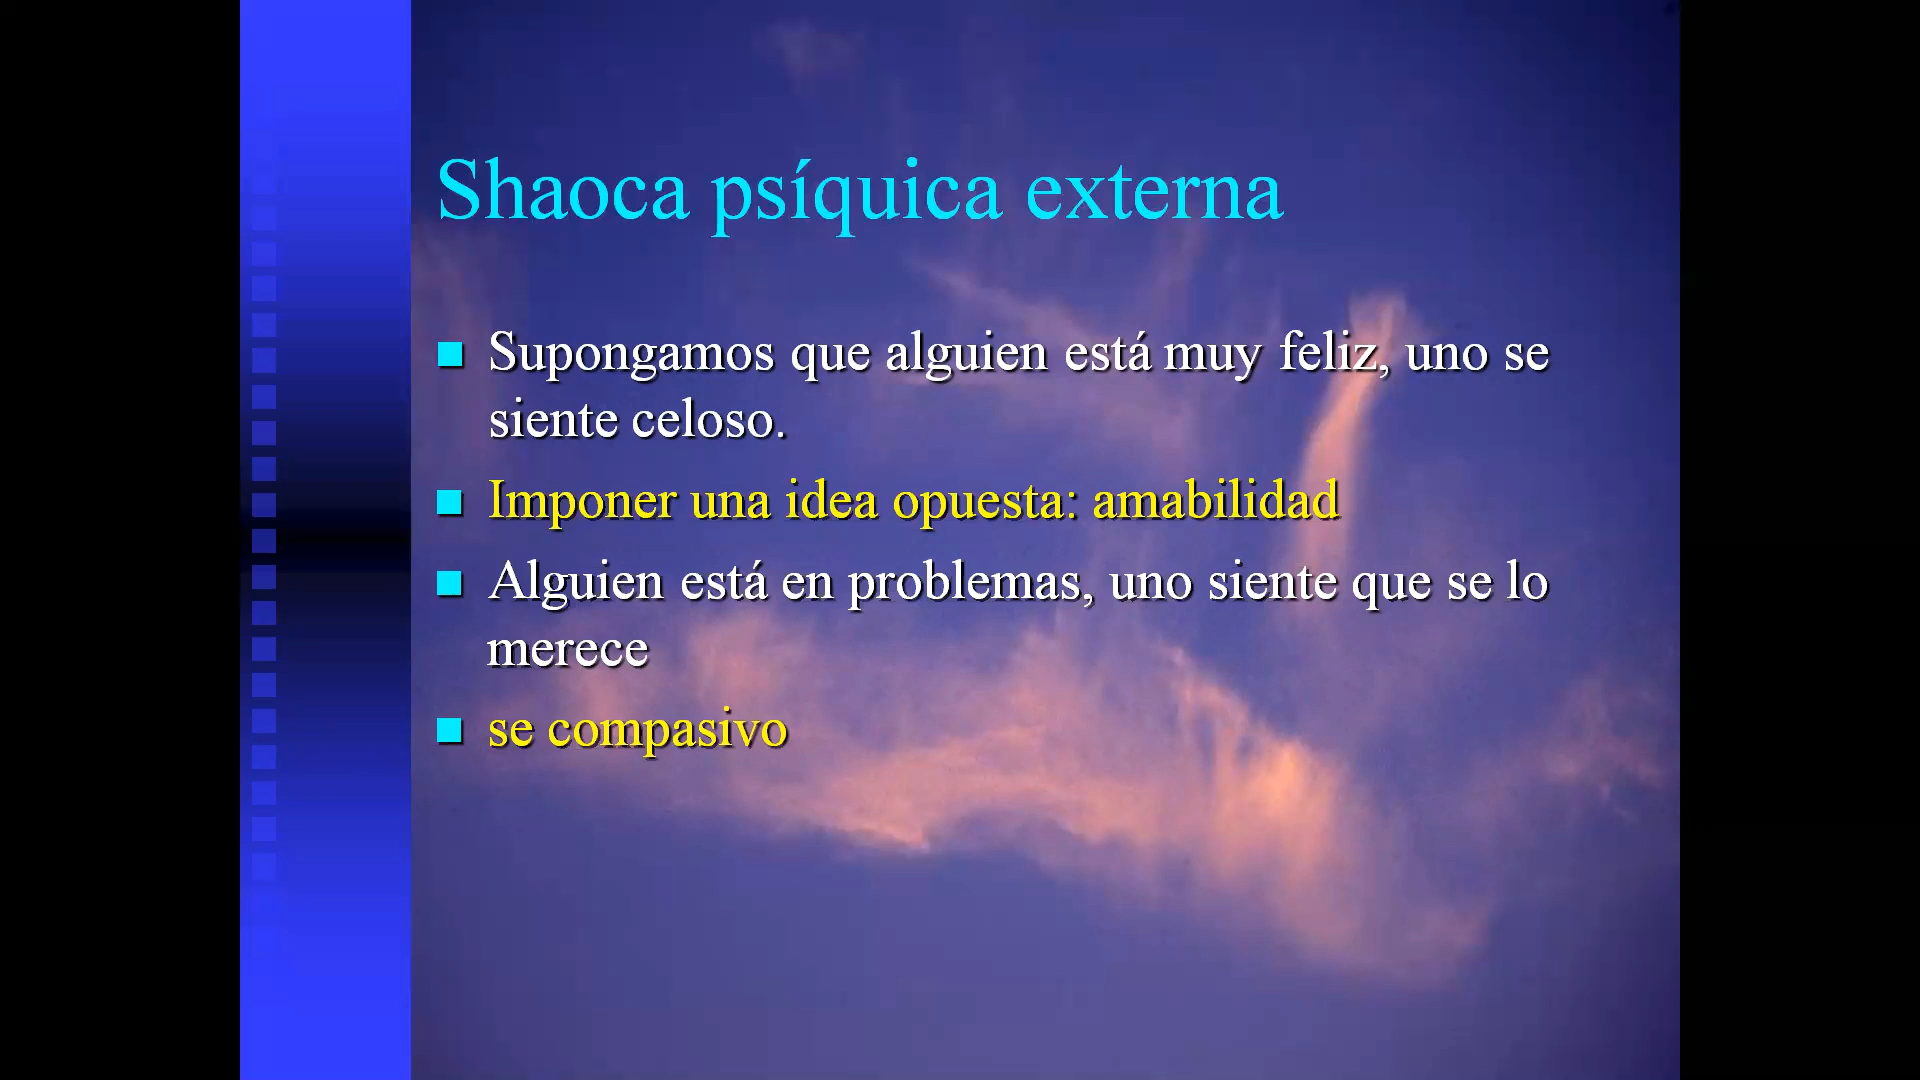 Shaoca psíquica externa
Supongamos que alguien está muy feliz, uno se
siente celoso.
Imponer una idea opuesta: amabilidad
Alguien está en problemas, uno siente que se lo
merece
se compasivo